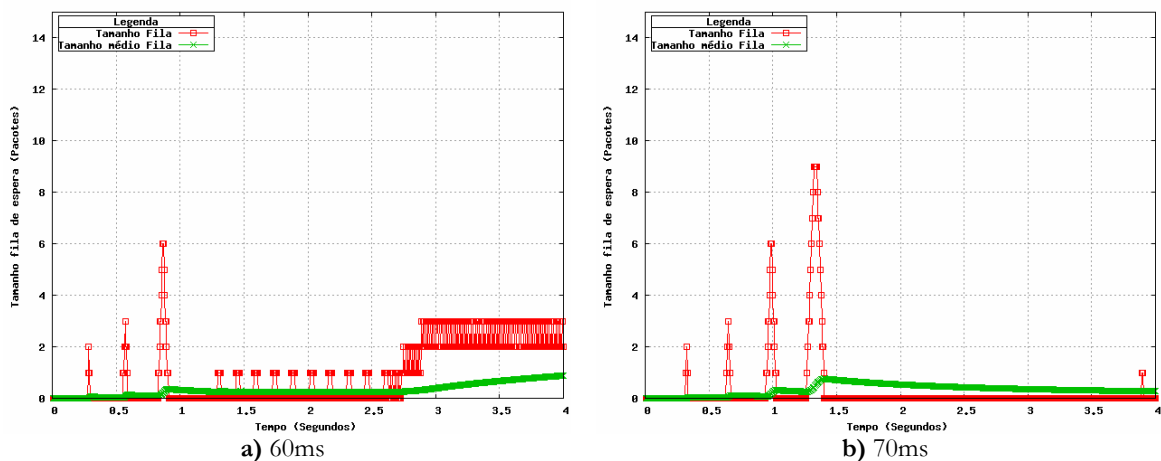 Legenda
Tamanho Fila
Tamanho médio Fila
Tamanho fila de espera (Pacotes)
14
12
10
8
6
4
2
0
0 0.5 1 1.5 2 2.5 3 3.5 4
Tempo (Segundos)
a) 60ms
Legenda
Tamanho Fila
Tamanho médio Fila
Tamanho fila de espera (Pacotes)
14
12
10
8
6
4
2
0
0 0.5 1 1.5 2 2.5 3 3.5 4
Tempo (Segundos)
b) 70ms